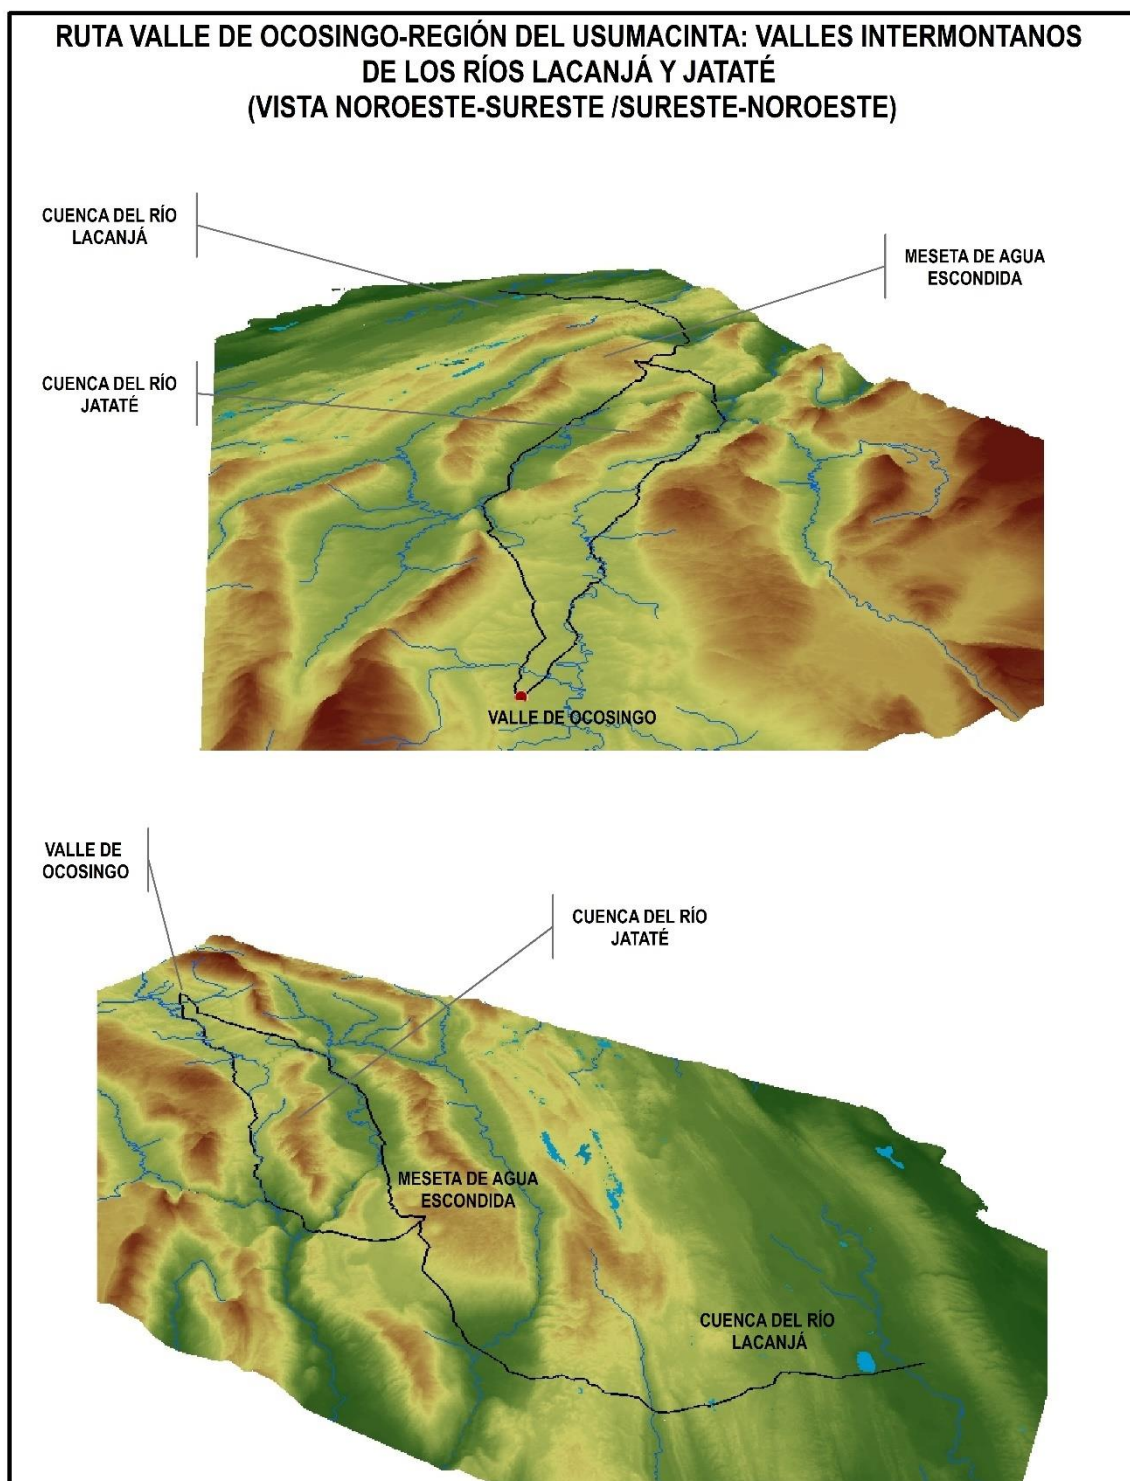 RUTA VALLE DE OCOSINGO-REGIÓN DEL USUMACINTA: VALLES INTERMONTANOS
DE LOS RÍOS LACANJÁ Y JATATÉ
(VISTA NOROESTE-SURESTE /SURESTE-NOROESTE)
CUENCA DEL RÍO
LACANJÁ
MESETA DE AGUA
ESCONDIDA
CUENCA DEL RÍO
JATATÉ
VALLE DE OCOSINGO
VALLE DE
OCOSINGO
CUENCA DEL RÍO
JATATÉ
MESETA DE AGUA
ESCONDIDA
CUENCA DEL RÍO
LACANJÁ